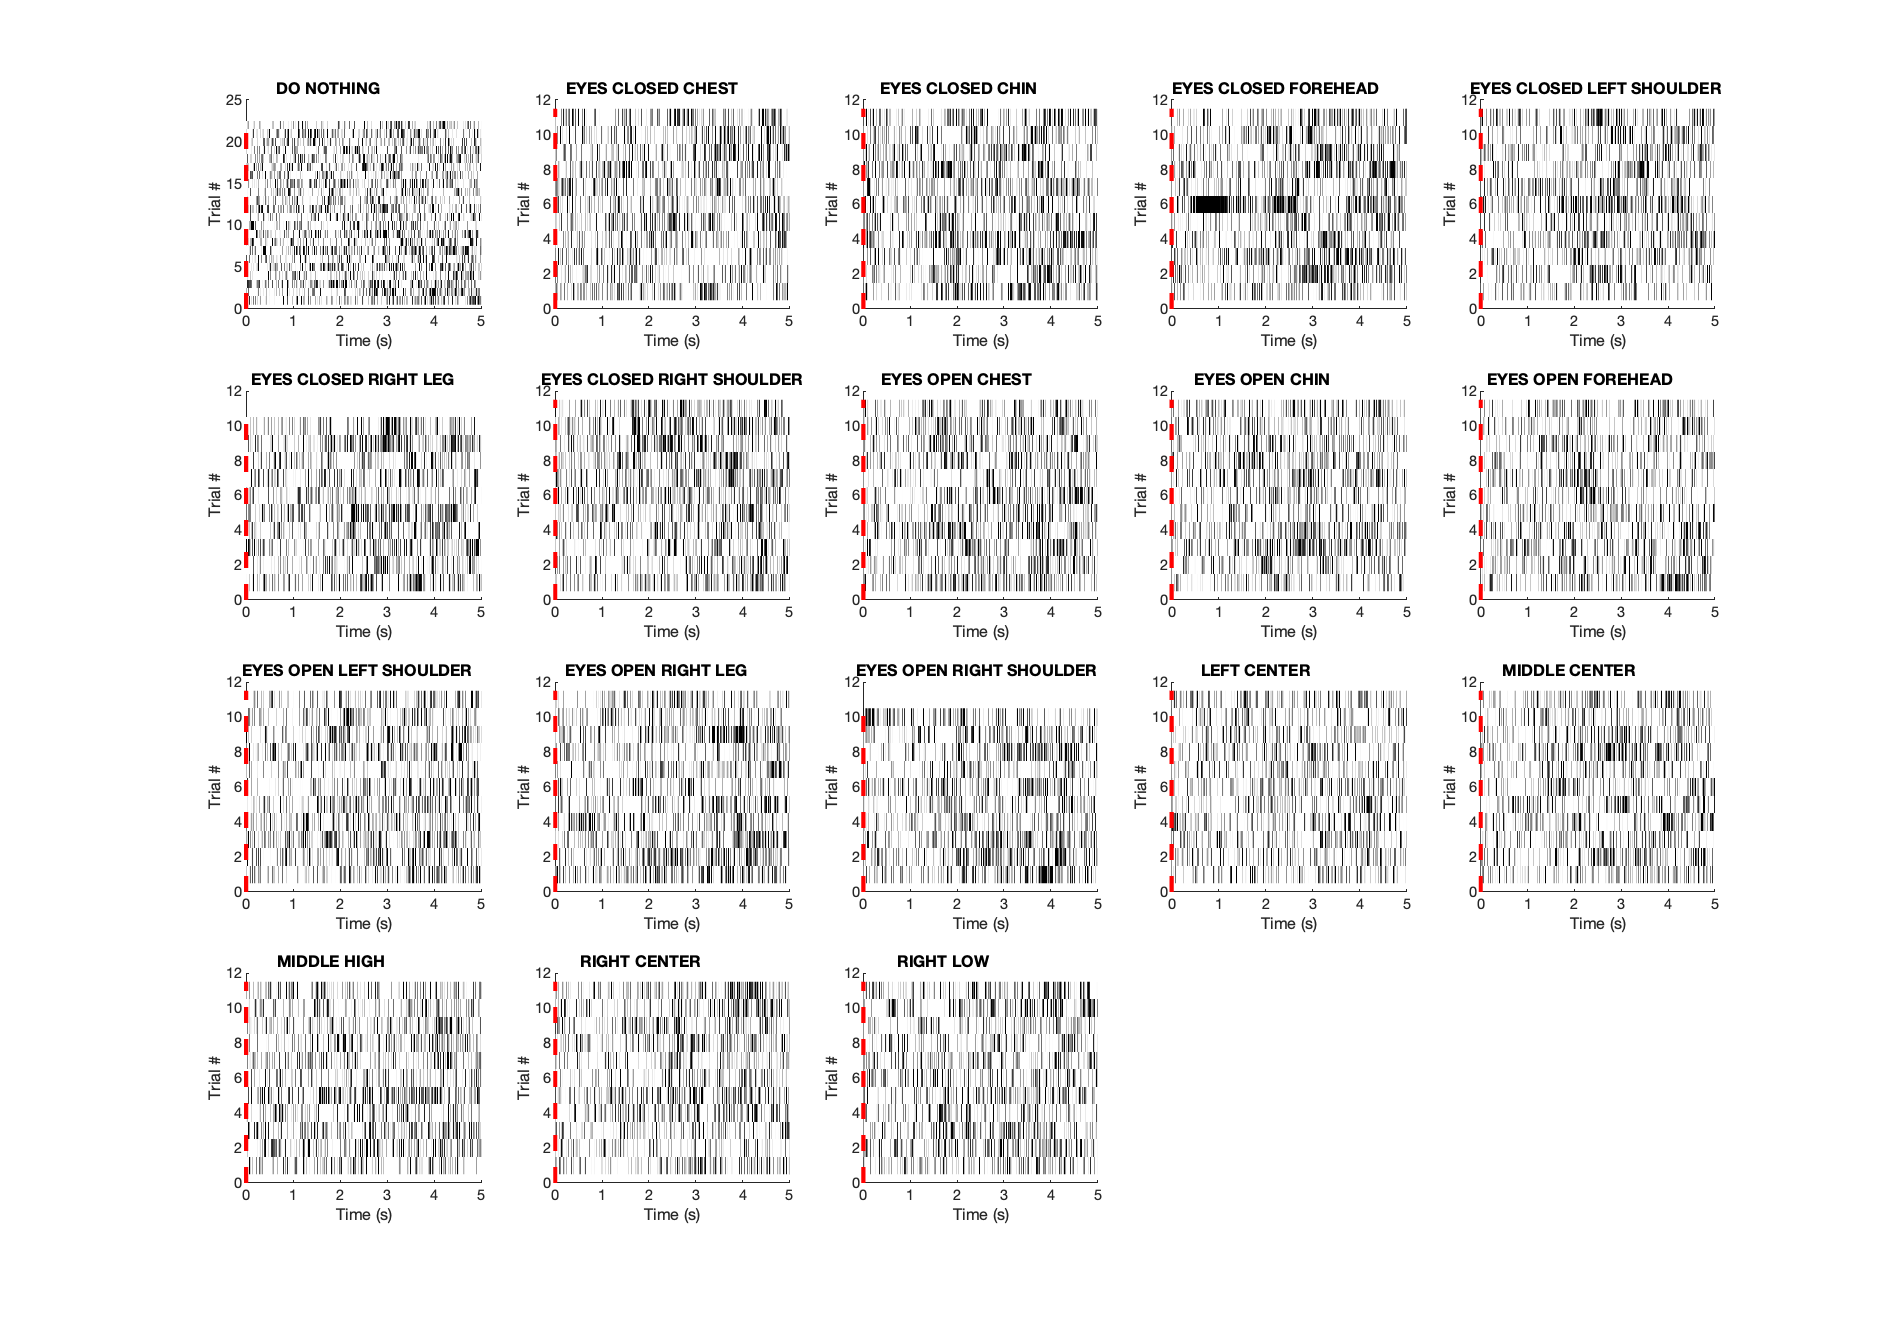 DO NOTHING
25
20
15
10
5
0
Trial #
0 1 2 3 4 5
Time (s)
EYES CLOSED CHEST
12
10
8
6
4
2
0
Trial #
0 1 2 3 4 5
Time (s)
EYES CLOSED CHIN
12
10
8
6
4
2
0
Trial #
0 1 2 3 4 5
Time (s)
EYES CLOSED FOREHEAD
12
10
8
6
4
2
0
Trial #
0 1 2 3 4 5
Time (s)
EYES CLOSED LEFT SHOULDER
12
10
8
6
4
2
0
Trial #
0 1 2 3 4 5
Time (s)
EYES CLOSED RIGHT LEG
12
10
8
6
4
2
0
Trial #
0 1 2 3 4 5
Time (s)
EYES CLOSED RIGHT SHOULDER
12
10
8
6
4
2
0
Trial #
0 1 2 3 4 5
Time (s)
EYES OPEN CHEST
12
10
8
6
4
2
0
Trial #
0 1 2 3 4 5
Time (s)
EYES OPEN CHIN
12
10
8
6
4
2
0
Trial #
0 1 2 3 4 5
Time (s)
EYES OPEN FOREHEAD
12
10
8
6
4
2
0
Trial #
0 1 2 3 4 5
Time (s)
EYES OPEN LEFT SHOULDER
12
10
8
6
4
2
0
Trial #
0 1 2 3 4 5
Time (s)
EYES OPEN RIGHT LEG
12
10
8
6
4
2
0
Trial #
0 1 2 3 4 5
Time (s)
EYES OPEN RIGHT SHOULDER
12
10
8
6
4
2
0
Trial #
0 1 2 3 4 5
Time (s)
LEFT CENTER
12
10
8
6
4
2
0
Trial #
0 1 2 3 4 5
Time (s)
MIDDLE CENTER
12
10
8
6
4
2
0
Trial #
0 1 2 3 4 5
Time (s)
MIDDLE HIGH
12
10
8
6
4
2
0
Trial #
0 1 2 3 4 5
Time (s)
RIGHT CENTER
12
10
8
6
4
2
0
Trial #
0 1 2 3 4 5
Time (s)
RIGHT LOW
12
10
8
6
4
2
0
Trial #
0 1 2 3 4 5
Time (s)